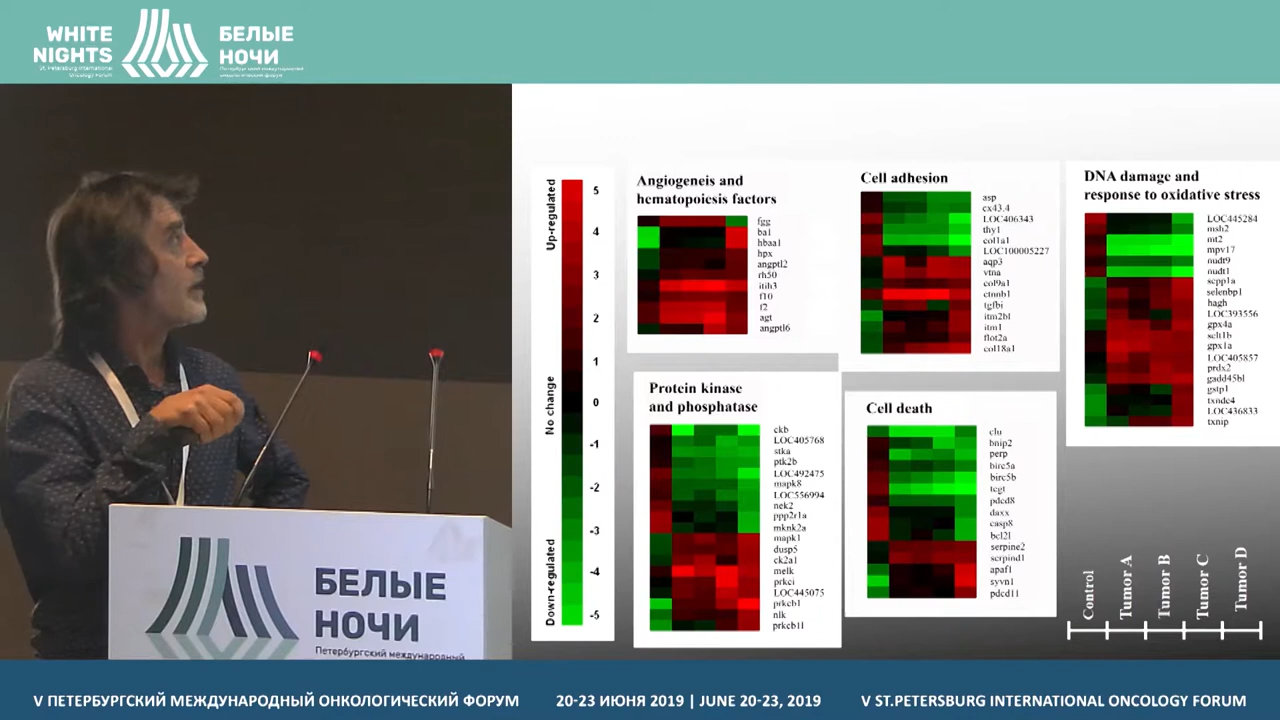 WHITE
NIGHTS
St. Petersburg International
Oncology Forum
БЕЛЫЕ
НОЧИ
Петербургский международный
онкологический форум
Up-regulated
No change
Down-regulated
5
4
3
2
1
0
-1
-2
-3
-4
-5
Angiogeneis and
hematopoiesis factors
fgg
ba1
hbaa1
hpx
angptl2
rh50
itih3
f10
f2
agt
angptl6
Cell adhesion
asp
cx43.4
LOC406343
thy1
col1a1
LOC100005227
aqp3
vtna
col9a1
ctnnb1
tgfbi
itm2bl
itm1
flot2a
col18a1
DNA damage and
response to oxidative stress
LOC445284
msh2
mt2
mpv17
nudt9
nudt1
sepp1a
selenbp1
hagh
LOC393556
gpx4a
sclt1b
gpx1a
LOC405857
prdx2
gadd45bl
gstp1
txndc4
LOC436833
txnip
Protein kinase
and phosphatase
ckb
LOC405768
stka
ptk2b
LOC492475
mapk8
LOC556994
nek2
ppp2r1a
mknk2a
mapk1
dusp5
ck2a1
melk
prkci
LOC445075
prkcb1
nlk
prkcb1l
Cell death
clu
bnip2
perp
birc5a
birc5b
tegt
pdcd8
daxx
casp8
bcl2l
serpine2
serpind1
apaf1
syvn1
pdcd11
Control
Tumor A
Tumor B
Tumor C
Tumor D
БЕЛЫЕ
НОЧИ
Петербургский международный
V ПЕТЕРБУРГСКИЙ МЕЖДУНАРОДНЫЙ ОНКОЛОГИЧЕСКИЙ ФОРУМ
20-23 ИЮНЯ 2019 | JUNE 20-23, 2019
V ST.PETERSBURG INTERNATIONAL ONCOLOGY FORUM